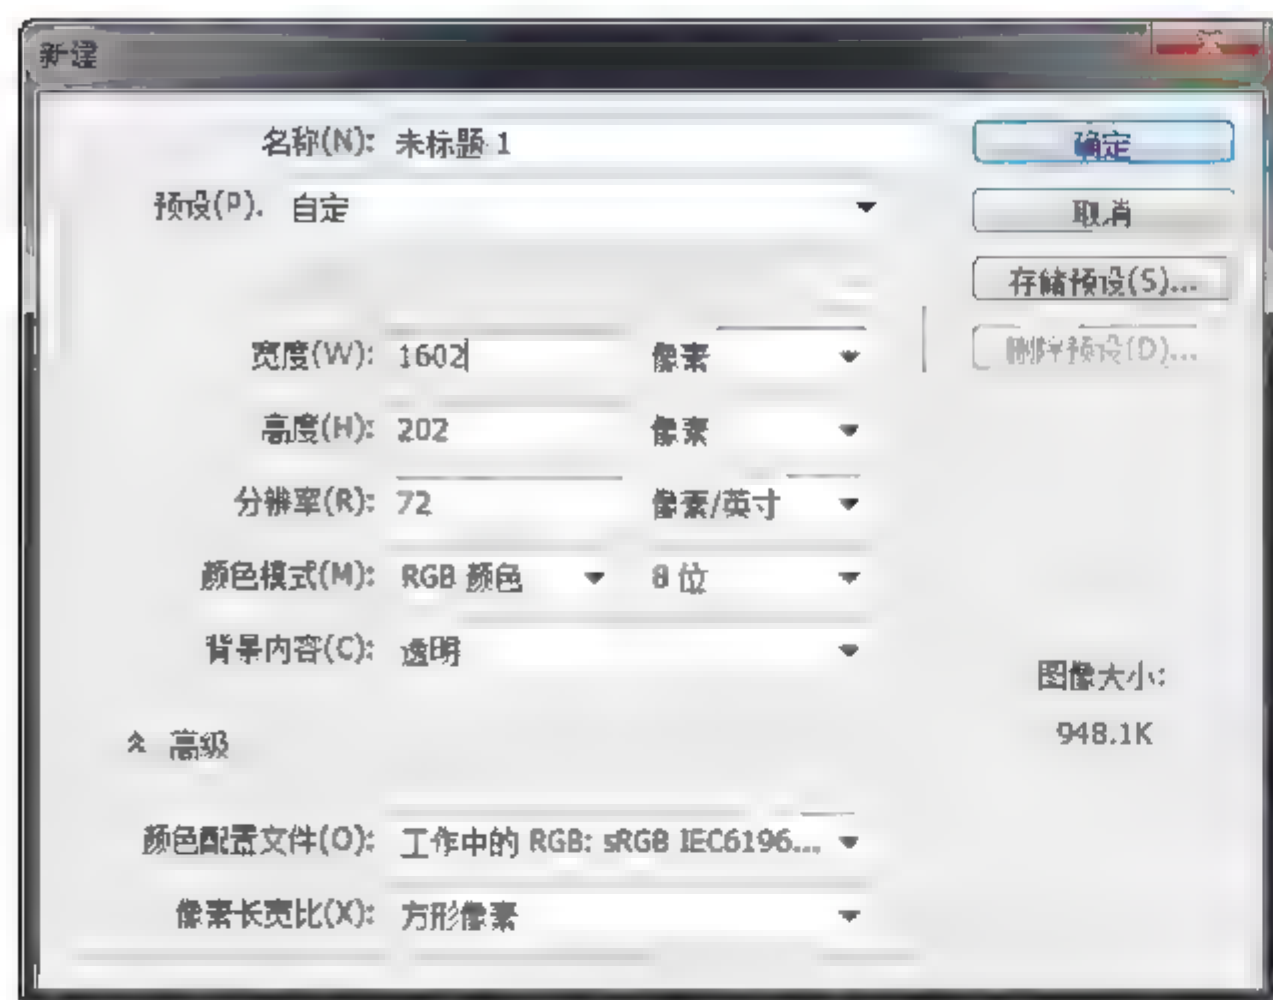 新建
名称(N): 未标题 1
确定
预设(P): 自定
取消
存储预设(S)...
删除预设(D)...
宽度(W): 1602 像素
高度(H): 202 像素
分辨率(R): 72 像素/英寸
颜色模式(M): RGB 颜色 8 位
背景内容(C): 透明
图像大小:
948.1K
高级
颜色配置文件(O): 工作中的 RGB: sRGB IEC6196...
像素长宽比(X): 方形像素